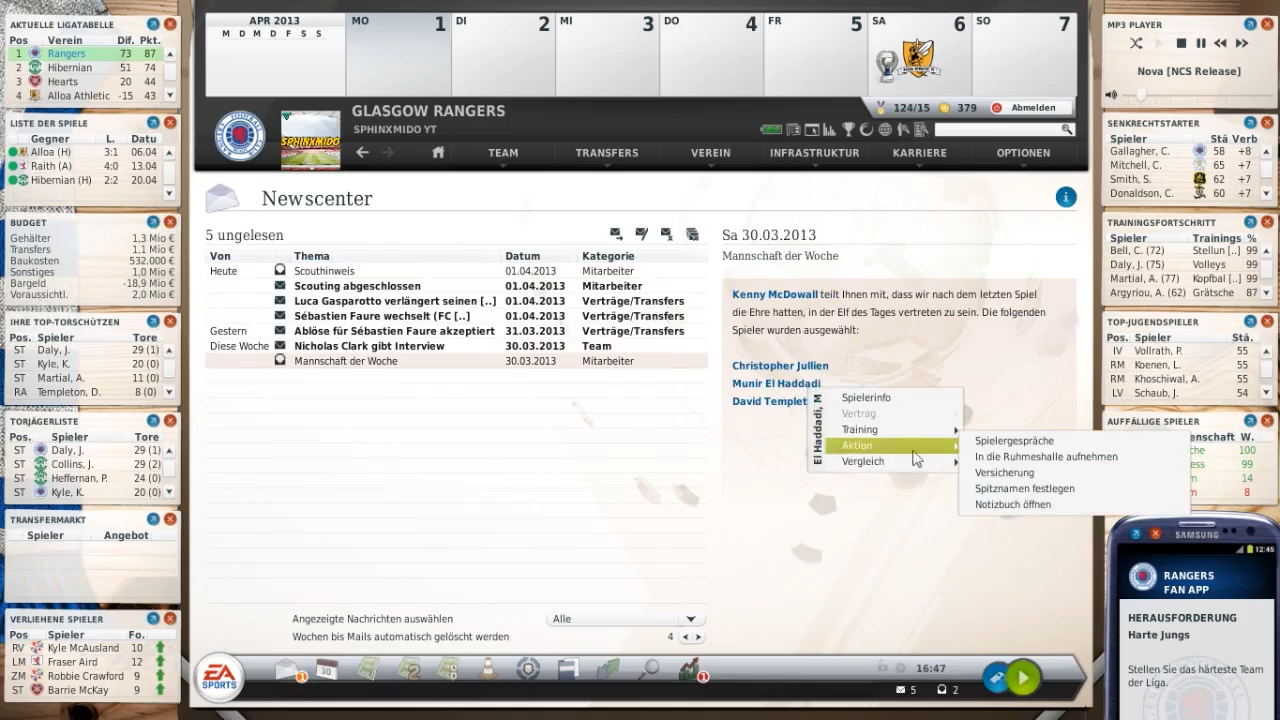 AKTUELLE LIGATABELLE
Pos Verein Dif. Pkt.
1 Rangers 73 87
2 Hibernian 51 74
3 Hearts 20 44
4 Alloa Athletic -15 43
LISTE DER SPIELE
Gegner L. Datu
Alloa (H) 3:1 06.04
Raith (A) 4:0 13.04
Hibernian (H) 2:2 20.04
BUDGET
Gehälter 1,3 Mio €
Transfers 1,1 Mio €
Baukosten 532.000 €
Sonstiges 1,0 Mio €
Bargeld -18,9 Mio €
Voraussichtl. 2,0 Mio €
IHRE TOP-TORSCHÜTZEN
Pos. Spieler Tore
ST Daly, J. 29 (1)
ST Kyle, K. 20 (0)
ST Martial, A. 11 (0)
RA Templeton, D. 8 (0)
TORJÄGERLISTE
Pos. Spieler Tore
ST Daly, J. 29 (1)
ST Collins, J. 29 (2)
ST Heffernan, P. 24 (0)
ST Kyle, K. 20 (0)
TRANSFERMARKT
Spieler Angebot
VERLIEHENE SPIELER
Pos Spieler Fo.
RV Kyle McAusland 10
LM Fraser Aird 12
ZM Robbie Crawford 9
ST Barrie McKay 9
APR 2013
M D M D F S S
MO 1 DI 2 MI 3 DO 4 FR 5 SA 6 SO 7
GLASGOW RANGERS
SPHINXMIDO YT
SPHINXMIDO
124/15 379 Abmelden
TEAM TRANSFERS VEREIN INFRASTRUKTUR KARRIERE OPTIONEN
Newscenter
5 ungelesen
Von Thema Datum Kategorie
Heute Scouthinweis 01.04.2013 Mitarbeiter
Scouting abgeschlossen 01.04.2013 Mitarbeiter
Luca Gasparotto verlängert seinen [..] 01.04.2013 Verträge/Transfers
Sébastien Faure wechselt (FC [..] 01.04.2013 Verträge/Transfers
Gestern Ablöse für Sébastien Faure akzeptiert 31.03.2013 Verträge/Transfers
Diese Woche Nicholas Clark gibt Interview 30.03.2013 Team
Mannschaft der Woche 30.03.2013 Mitarbeiter
Angezeigte Nachrichten auswählen Alle
Wochen bis Mails automatisch gelöscht werden 4
Sa 30.03.2013
Mannschaft der Woche
Kenny McDowall teilt Ihnen mit, dass wir nach dem letzten Spiel
die Ehre hatten, in der Elf des Tages vertreten zu sein. Die folgenden
Spieler wurden ausgewählt:
Christopher Jullien
Munir El Haddadi
David Templet
El Haddadi, M
Spielerinfo
Vertrag
Training
Aktion
Vergleich
Spielergespräche
In die Ruhmeshalle aufnehmen
Versicherung
Spitznamen festlegen
Notizbuch öffnen
EA
SPORTS
30
1
2
1
16:47
5 2
MP3 PLAYER
Nova [NCS Release]
SENKRECHTSTARTER
Spieler Stä Verb
Gallagher, C. 58 +8
Mitchell, C. 65 +7
Smith, S. 62 +7
Donaldson, C. 60 +7
TRAININGSFORTSCHRITT
Spieler Trainings %
Bell, C. (72) Stellun [..] 99
Daly, J. (75) Volleys 99
Martial, A. (77) Kopfbal [..] 99
Argyriou, A. (62) Grätsche 87
TOP-JUGENDSPIELER
Pos. Spieler Stä.
IV Vollrath, P. 55
RM Koenen, L. 55
RM Khoschiwal, A. 55
LV Schaub, J. 54
AUFFÄLLIGE SPIELER
enschaft W.
che 100
ess 99
m 14
m 8
SAMSUNG
12:45
RANGERS
FAN APP
HERAUSFORDERUNG
Harte Jungs
Stellen Sie das härteste Team
der Liga.